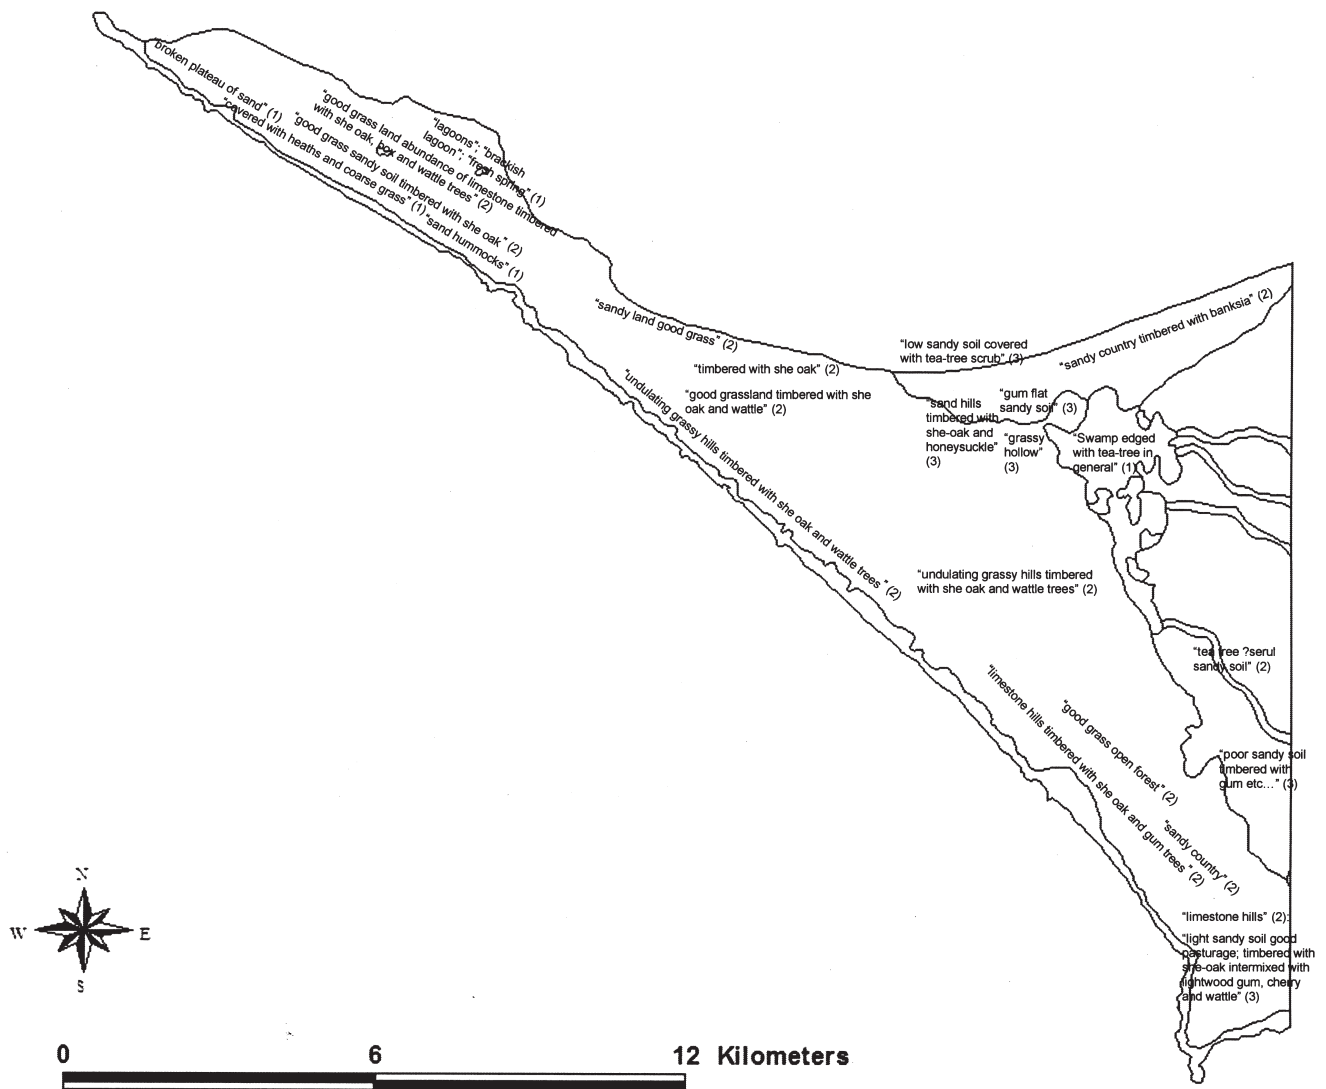 "broken plateau of sand" (1)
"covered with heaths and coarse grass" (1)
"good grass sandy soil timbered with she oak" (2)
"good grass land abundance of limestone timbered
with she oak, box and wattle trees" (2)
"lagoons"; "brackish
lagoon"; "fresh spring" (1)
"sand hummocks" (1)
"sandy land good grass" (2)
"timbered with she oak" (2)
"good grassland timbered with she
oak and wattle" (2)
"undulating grassy hills timbered with she oak and wattle trees" (2)
"low sandy soil covered
with tea-tree scrub" (3)
"sandy country timbered with banksia" (2)
"sand hills
timbered with
she-oak and
honeysuckle"
(3)
"gum flat
sandy soil" (3)
"grassy
hollow"
(3)
"Swamp edged
with tea-tree in
general" (1)
"undulating grassy hills timbered
with she oak and wattle trees" (2)
"tea tree ?serul
sandy soil" (2)
"limestone hills timbered with she oak and gum trees" (2)
"good grass open forest" (2)
"poor sandy soil
timbered with
gum etc..." (3)
"sandy country" (2)
"limestone hills" (2):
"light sandy soil good
pasturage; timbered with
she-oak intermixed with
lightwood gum, cherry
and wattle" (3)
N
W E
S
0 6 12 Kilometers